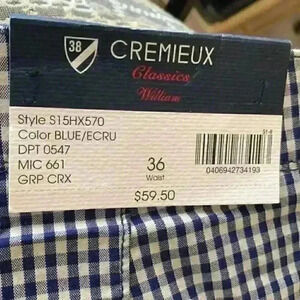 38
CREMIEUX
Classics
William
Style S15HX570
Color BLUE/ECRU
DPT 0547
MIC 661
GRP CRX
36
Waist
$59.50
0406942734193